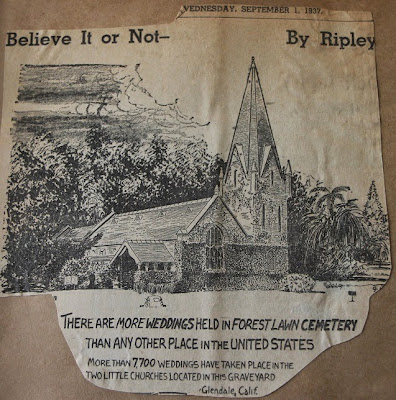 WEDNESDAY, SEPTEMBER 1, 1937.
Believe It or Not— By Ripley
THERE ARE MORE WEDDINGS HELD IN FOREST LAWN CEMETERY
THAN ANY OTHER PLACE IN THE UNITED STATES
MORE THAN 7,700 WEDDINGS HAVE TAKEN PLACE IN THE
TWO LITTLE CHURCHES LOCATED IN THIS GRAVEYARD
-Glendale, Calif.